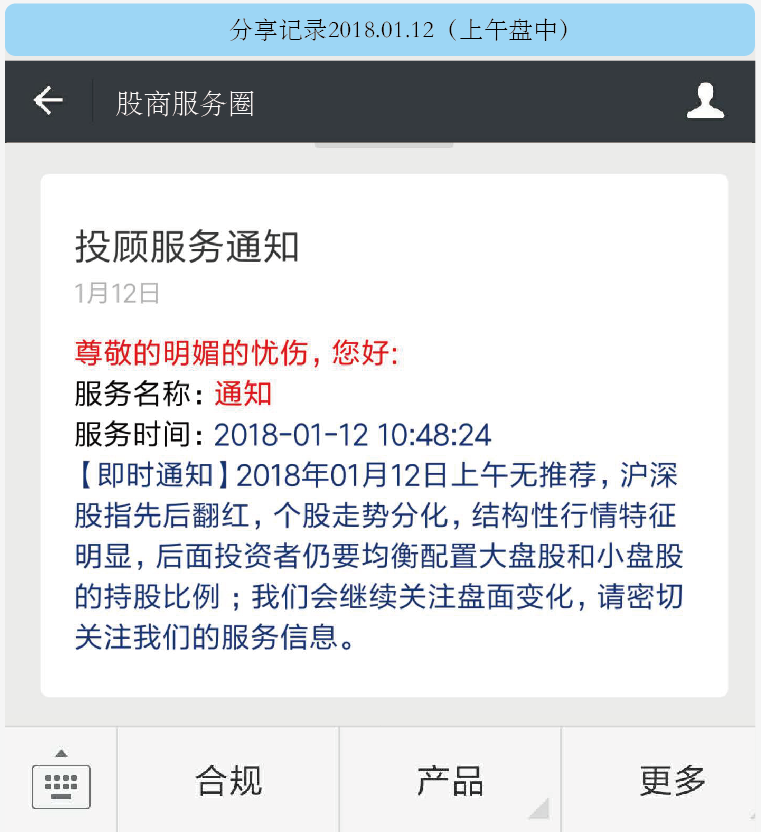 分享记录2018.01.12（上午盘中）
股商服务圈
投顾服务通知
1月12日
尊敬的明媚的忧伤，您好:
服务名称：通知
服务时间：2018-01-12 10:48:24
【即时通知】2018年01月12日上午无推荐，沪深
股指先后翻红，个股走势分化，结构性行情特征
明显，后面投资者仍要均衡配置大盘股和小盘股
的持股比例；我们会继续关注盘面变化，请密切
关注我们的服务信息。
合规
产品
更多